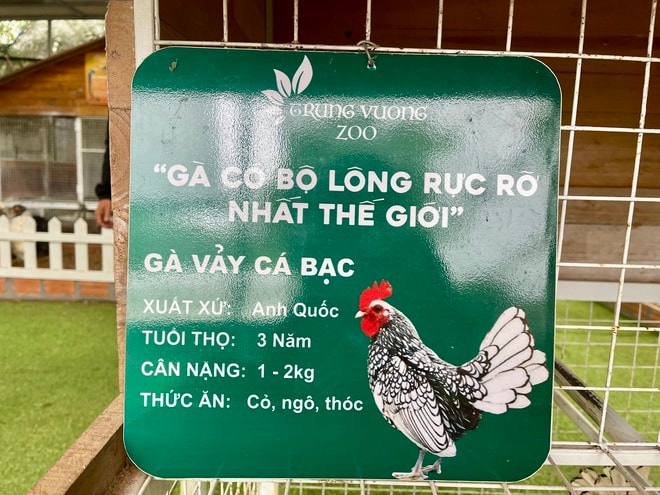 TRUNG VUONG
ZOO
“GÀ CÓ BỘ LÔNG RỰC RỠ
NHẤT THẾ GIỚI”
GÀ VẢY CÁ BẠC
XUẤT XỨ: Anh Quốc
TUỔI THỌ: 3 Năm
CÂN NẶNG: 1 - 2kg
THỨC ĂN: Cỏ, ngô, thóc